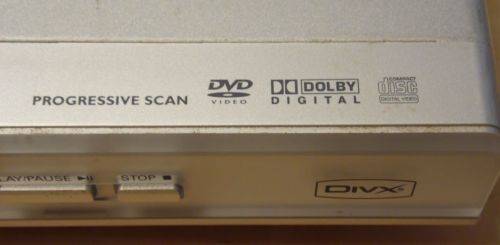 PROGRESSIVE SCAN
DVD
VIDEO
DOLBY
DIGITAL
COMPACT
disc
DIGITAL VIDEO
LAY/PAUSE
STOP
DIVX